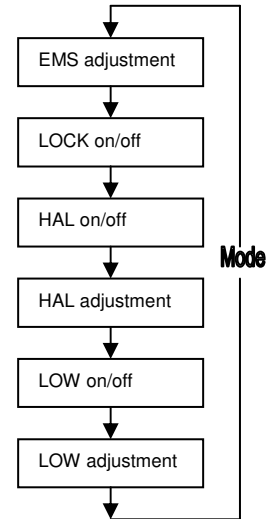 EMS adjustment
LOCK on/off
HAL on/off
Mode
HAL adjustment
LOW on/off
LOW adjustment